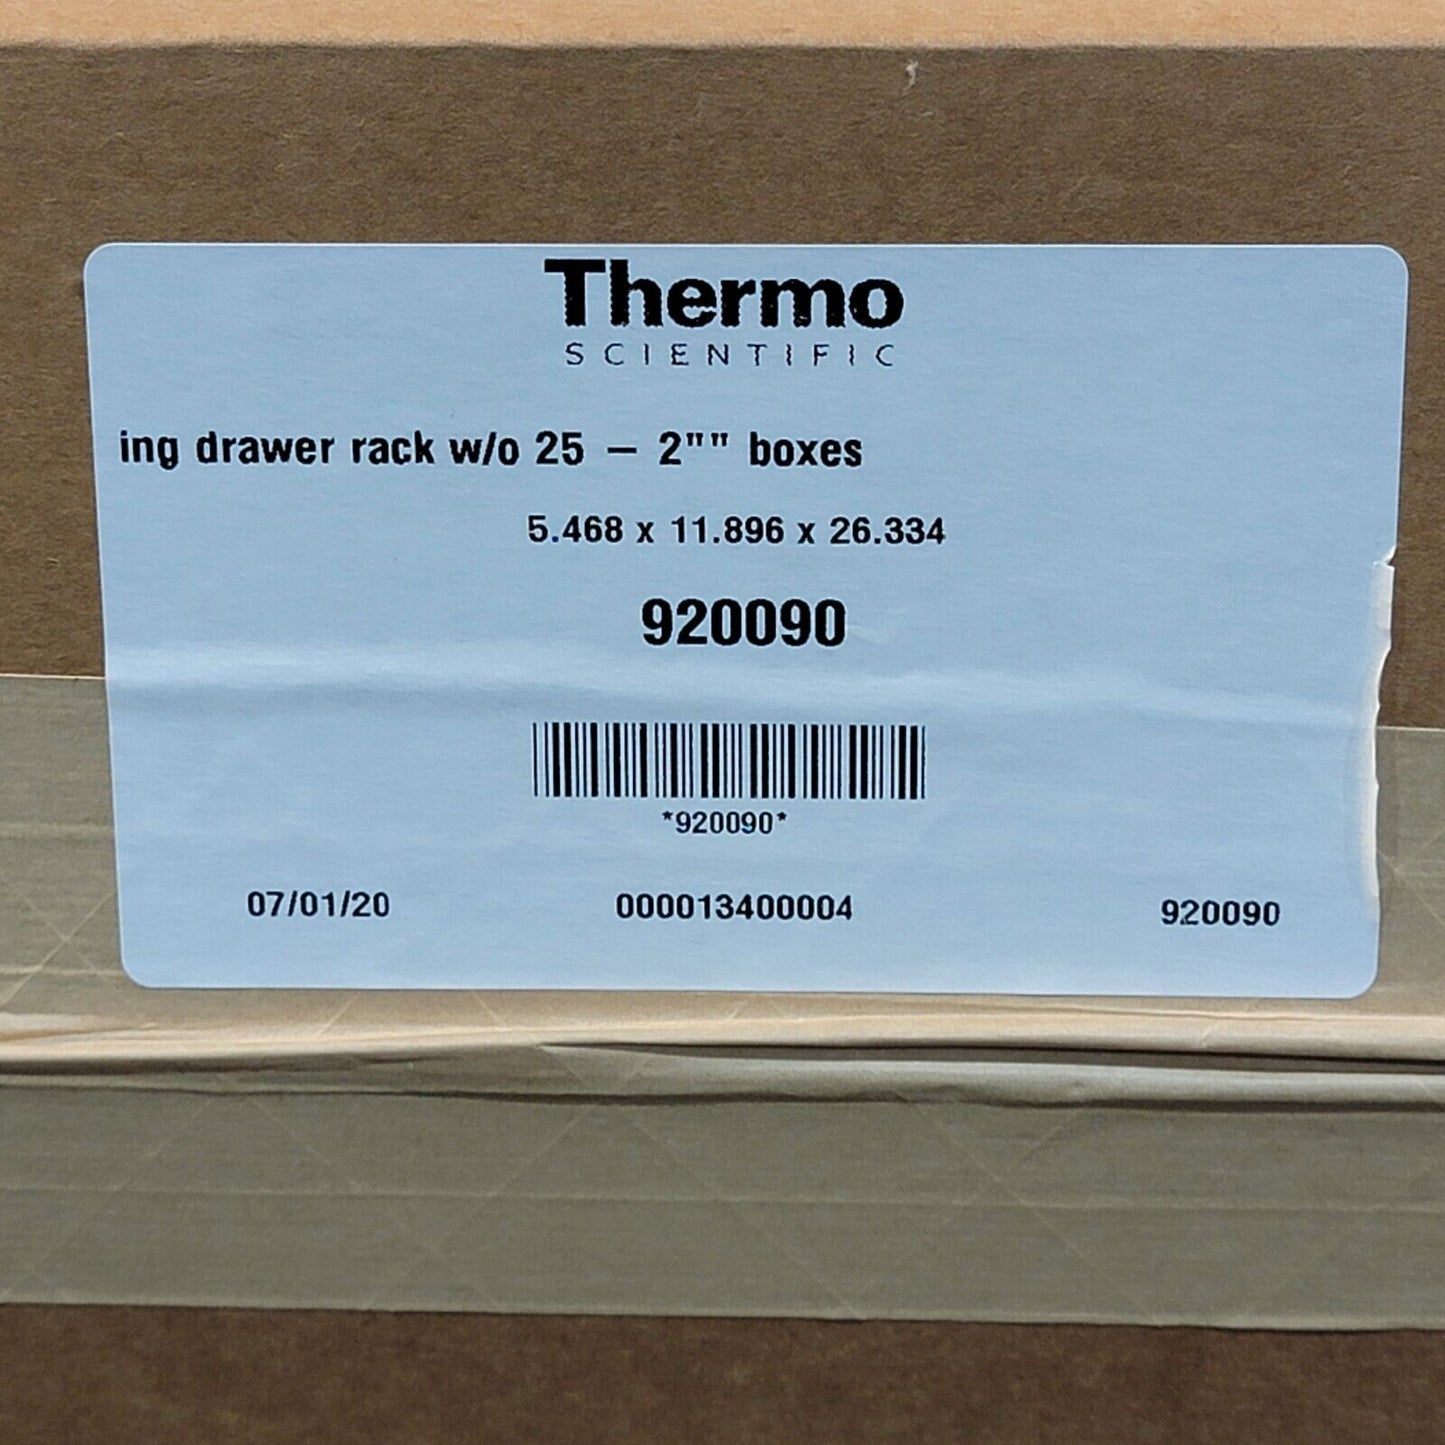 Thermo
SCIENTIFIC
ing drawer rack w/o 25 – 2"" boxes
5.468 x 11.896 x 26.334
920090
*920090*
07/01/20 000013400004 920090